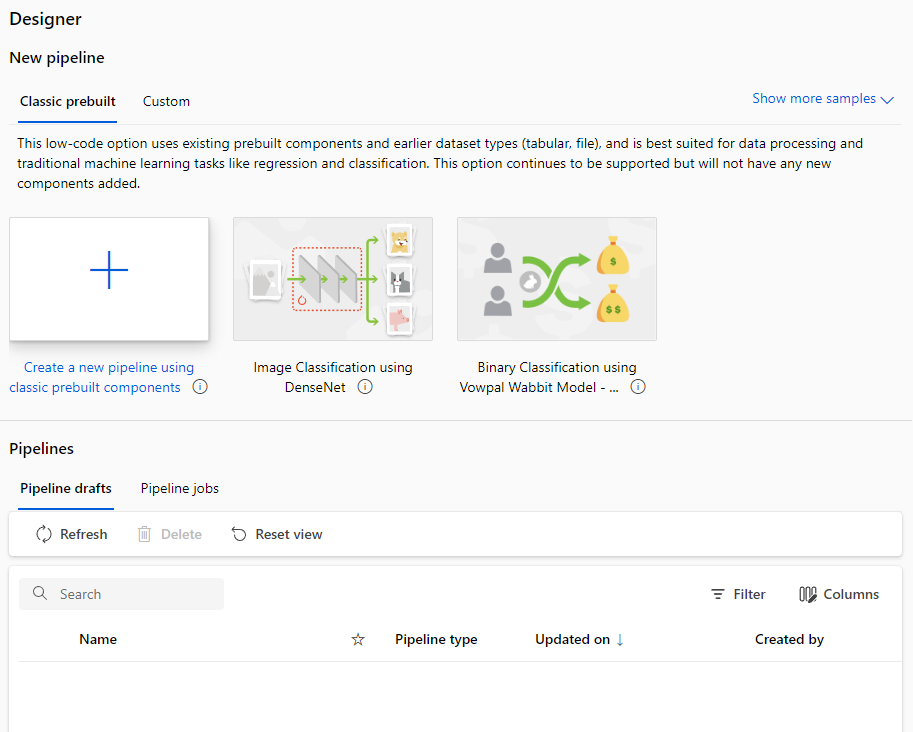 Designer
New pipeline
Classic prebuilt
Custom
Show more samples
This low-code option uses existing prebuilt components and earlier dataset types (tabular, file), and is best suited for data processing and
traditional machine learning tasks like regression and classification. This option continues to be supported but will not have any new
components added.
Create a new pipeline using
classic prebuilt components
Image Classification using
DenseNet
$
$$
Binary Classification using
Vowpal Wabbit Model - ...
Pipelines
Pipeline drafts
Pipeline jobs
Refresh
Delete
Reset view
Search
Filter
Columns
Name
Pipeline type
Updated on ↓
Created by